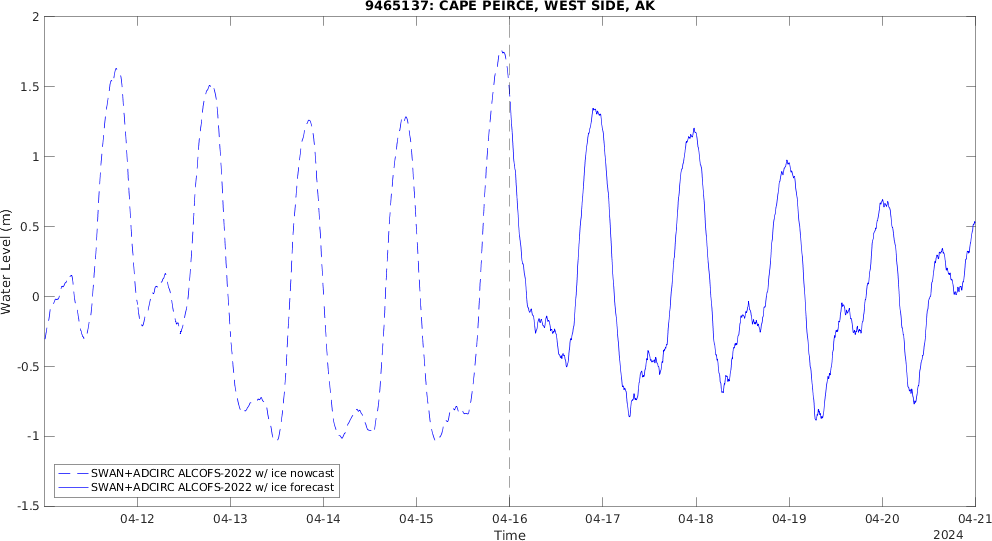 9465137: CAPE PEIRCE, WEST SIDE, AK
2
1.5
1
0.5
0
-0.5
-1
-1.5
Water Level (m)
SWAN+ADCIRC ALCOFS-2022 w/ ice nowcast
SWAN+ADCIRC ALCOFS-2022 w/ ice forecast
04-12 04-13 04-14 04-15 04-16 04-17 04-18 04-19 04-20 04-21
Time
2024